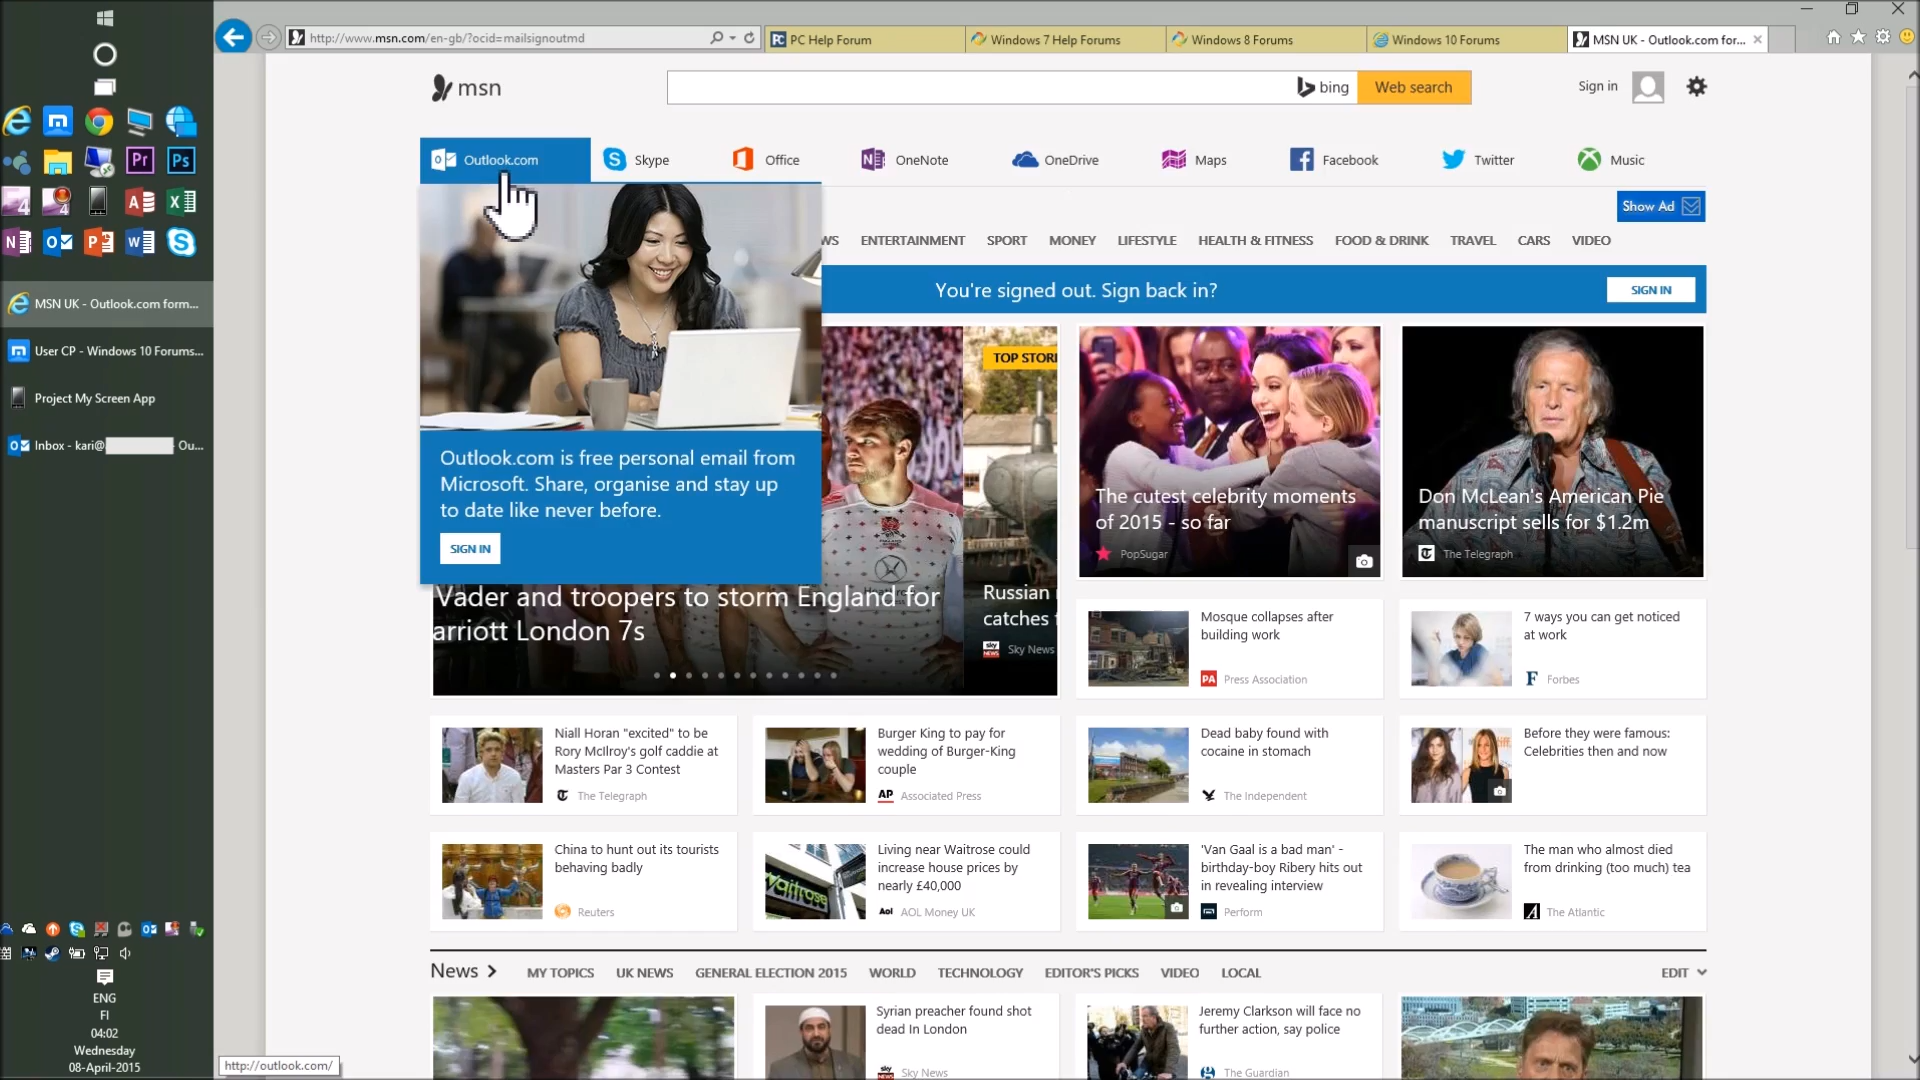 http://www.msn.com/en-gb/?ocid=mailsignoutmd
PC Help Forum
Windows 7 Help Forums
Windows 8 Forums
Windows 10 Forums
MSN UK - Outlook.com for...
msn
bing
Web search
Sign in
Outlook.com
Skype
Office
OneNote
OneDrive
Maps
Facebook
Twitter
Music
Show Ad
WS
ENTERTAINMENT
SPORT
MONEY
LIFESTYLE
HEALTH & FITNESS
FOOD & DRINK
TRAVEL
CARS
VIDEO
You're signed out. Sign back in?
SIGN IN
Outlook.com is free personal email from
Microsoft. Share, organise and stay up
to date like never before.
SIGN IN
Vader and troopers to storm England for
arriott London 7s
TOP STORI
Russian
catches
Sky News
The cutest celebrity moments
of 2015 - so far
PopSugar
Don McLean's American Pie
manuscript sells for $1.2m
The Telegraph
Mosque collapses after
building work
PA Press Association
7 ways you can get noticed
at work
F Forbes
Niall Horan "excited" to be
Rory McIlroy's golf caddie at
Masters Par 3 Contest
The Telegraph
Burger King to pay for
wedding of Burger-King
couple
AP Associated Press
Dead baby found with
cocaine in stomach
The Independent
Before they were famous:
Celebrities then and now
China to hunt out its tourists
behaving badly
Reuters
Living near Waitrose could
increase house prices by
nearly £40,000
Aol AOL Money UK
'Van Gaal is a bad man' -
birthday-boy Ribery hits out
in revealing interview
Perform
The man who almost died
from drinking (too much) tea
A The Atlantic
News
MY TOPICS
UK NEWS
GENERAL ELECTION 2015
WORLD
TECHNOLOGY
EDITOR'S PICKS
VIDEO
LOCAL
EDIT
Syrian preacher found shot
dead In London
sky news Sky News
Jeremy Clarkson will face no
further action, say police
The Guardian
Pr
Ps
MSN UK - Outlook.com form...
User CP - Windows 10 Forums...
Project My Screen App
Inbox - kari@ Ou...
ENG
FI
04:02
Wednesday
08-April-2015
http://outlook.com/